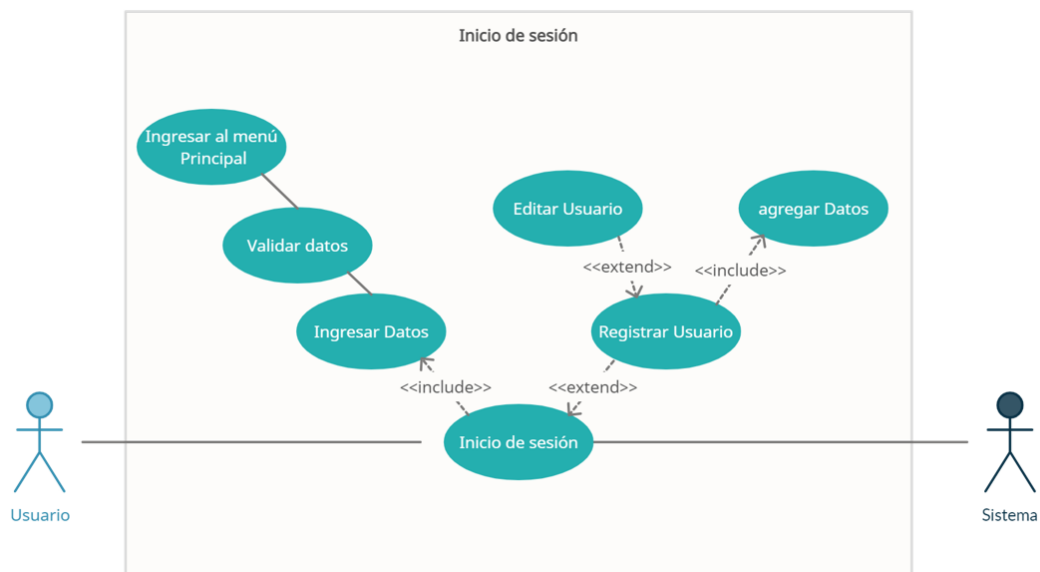 Inicio de sesión
Ingresar al menú
Principal
Editar Usuario
agregar Datos
Validar datos
<<extend>>
<<include>>
Ingresar Datos
Registrar Usuario
<<include>>
<<extend>>
Inicio de sesión
Usuario
Sistema